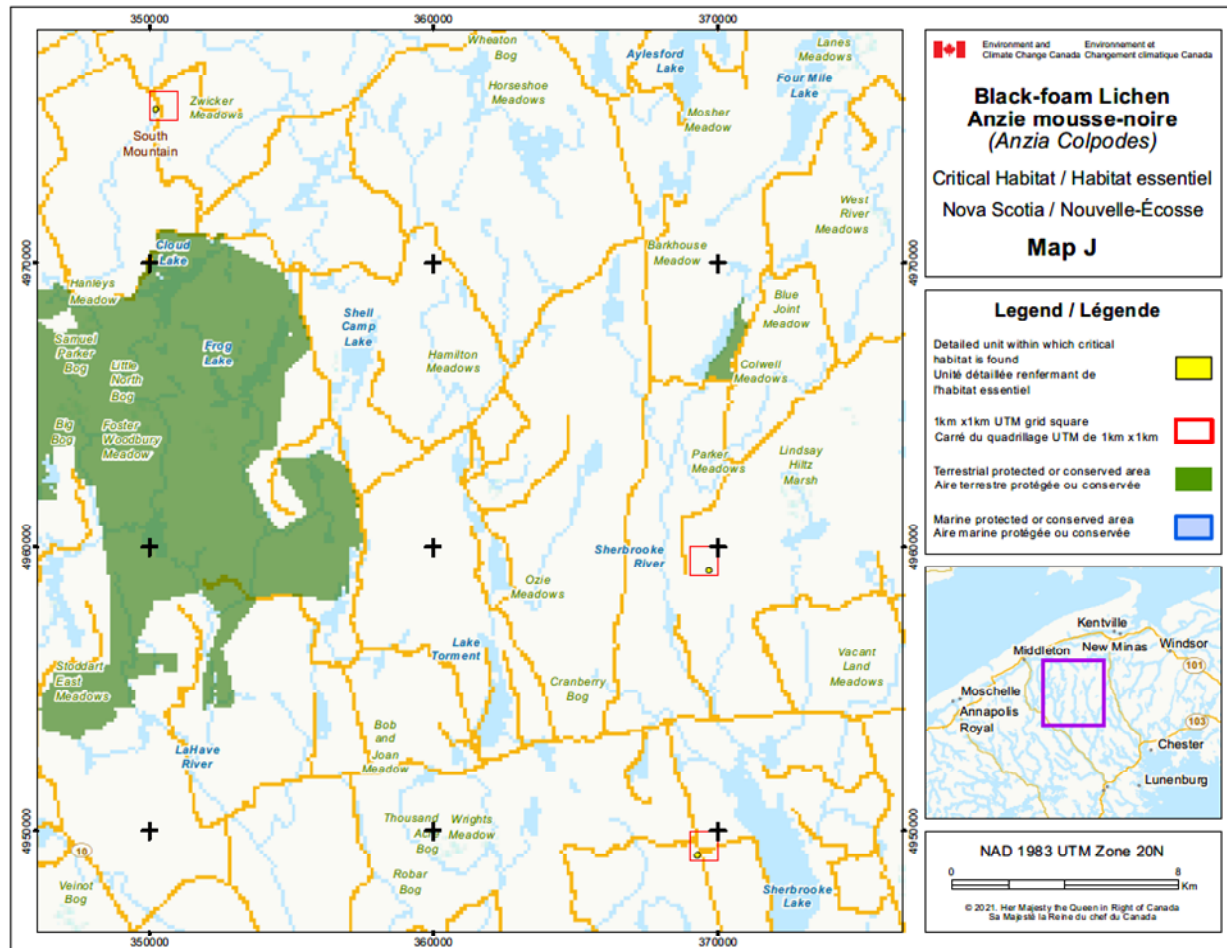 350000
360000
370000
Wheaton
Bog
Horseshoe
Meadows
Aylesford
Lake
Lanes
Meadows
Four Mile
Lake
Zwicker
Meadows
South
Mountain
Mosher
Meadow
West
River
Meadows
Cloud
Lake
Barkhouse
Meadow
4970000
4970000
Hanleys
Meadow
Blue
Joint
Meadow
Shell
Camp
Lake
Samuel
Parker
Bog
Little
North
Bog
Frog
Lake
Hamilton
Meadows
Colwell
Meadows
Big
Bog
Foster
Woodbury
Meadow
Parker
Meadows
Lindsay
Hiltz
Marsh
4960000
4960000
Sherbrooke
River
Ozie
Meadows
Lake
Torment
Vacant
Land
Meadows
Stoddart
East
Meadows
Cranberry
Bog
Bob
and
Joan
Meadow
LaHave
River
4950000
4950000
Thousand
Acre
Bog
Wrights
Meadow
10
Robar
Bog
Veinot
Bog
Sherbrooke
Lake
350000
360000
370000
Environment and Environnement et
Climate Change Canada Changement climatique Canada
Black-foam Lichen
Anzie mousse-noire
(Anzia Colpodes)
Critical Habitat / Habitat essentiel
Nova Scotia / Nouvelle-Écosse
Map J
Legend / Légende
Detailed unit within which critical
habitat is found
Unité détaillée renfermant de
l'habitat essentiel
1km x1km UTM grid square
Carré du quadrillage UTM de 1km x1km
Terrestrial protected or conserved area
Aire terrestre protégée ou conservée
Marine protected or conserved area
Aire marine protégée ou conservée
Kentville
New Minas
Windsor
Middleton
101
Moschelle
Annapolis
Royal
103
Chester
Lunenburg
NAD 1983 UTM Zone 20N
0 8
Km
© 2021. Her Majesty the Queen in Right of Canada
Sa Majesté la Reine du chef du Canada